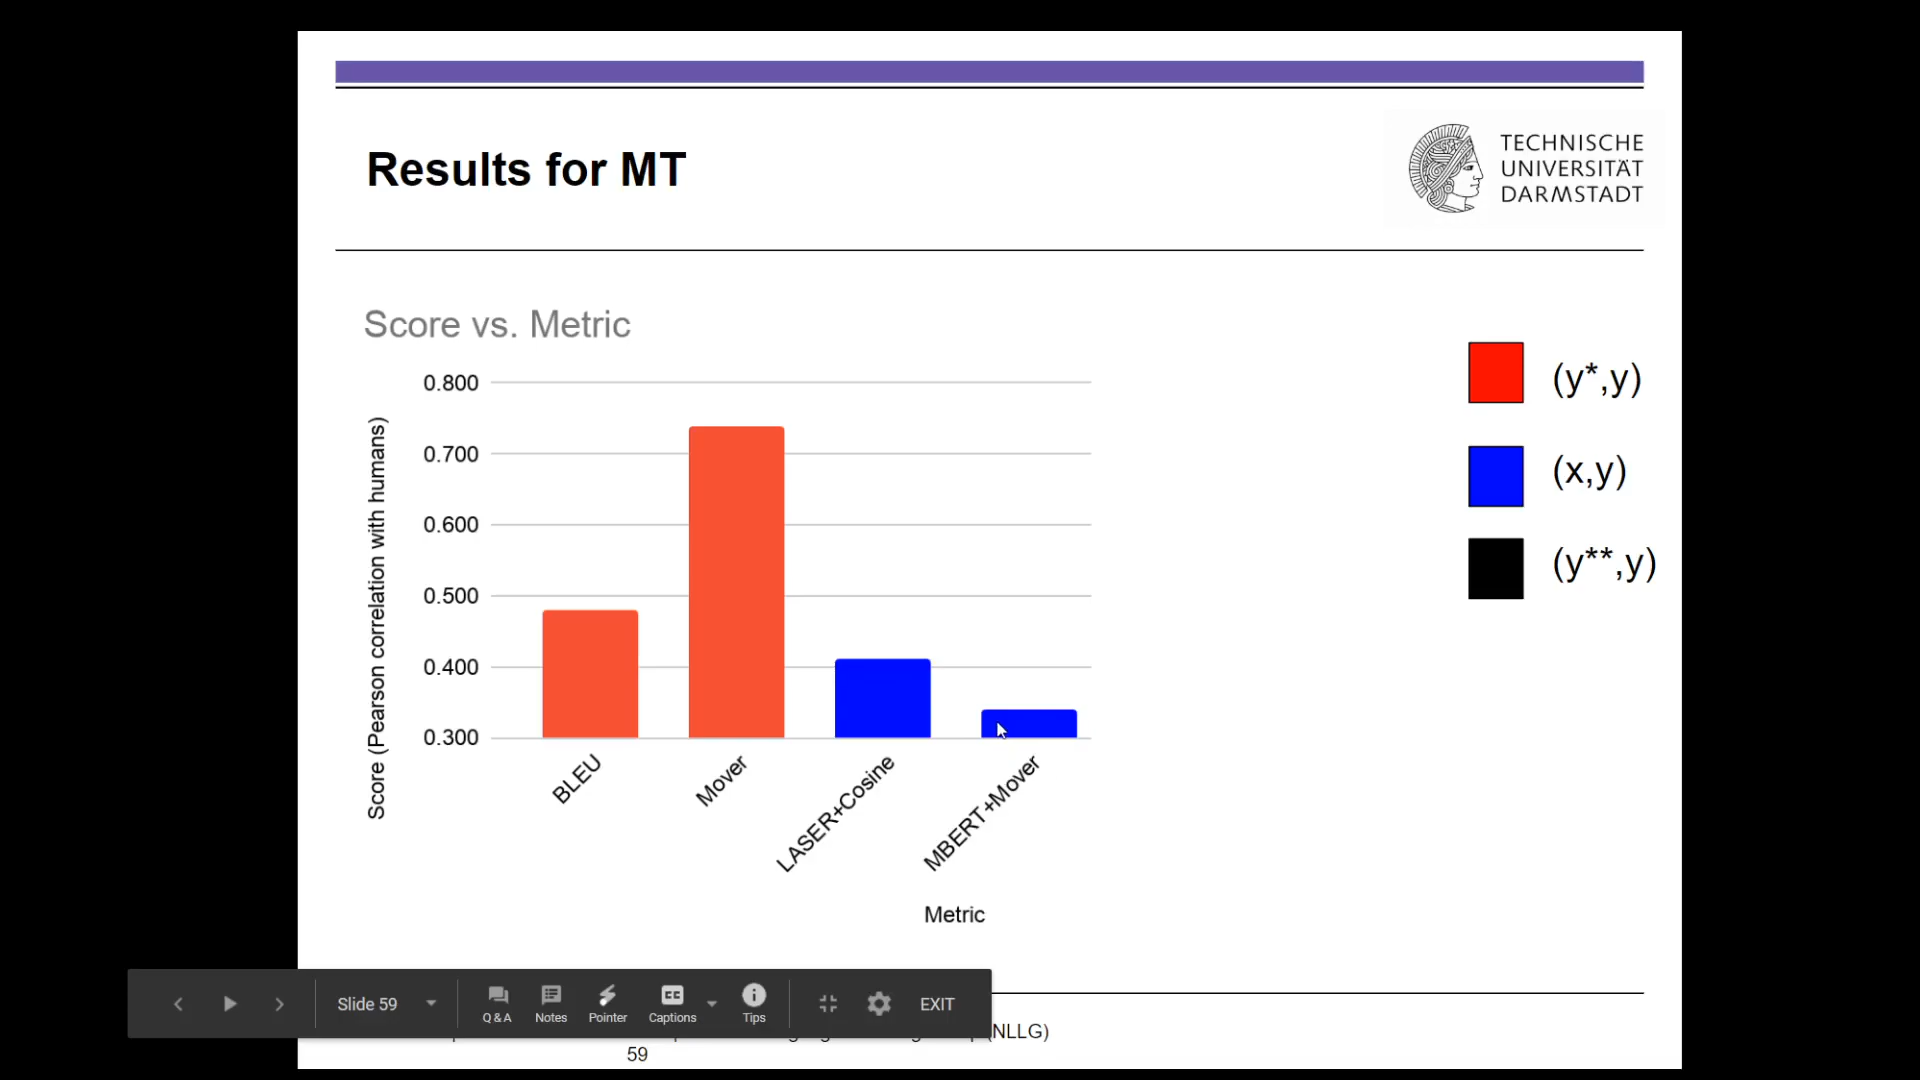 Results for MT
TECHNISCHE
UNIVERSITÄT
DARMSTADT
Score vs. Metric
Score (Pearson correlation with humans)
0.800
0.700
0.600
0.500
0.400
0.300
BLEU
Mover
LASER+Cosine
MBERT+Mover
Metric
(y*,y)
(x,y)
(y**,y)
Slide 59
Q & A
Notes
Pointer
Captions
Tips
EXIT
(NLLG)
59